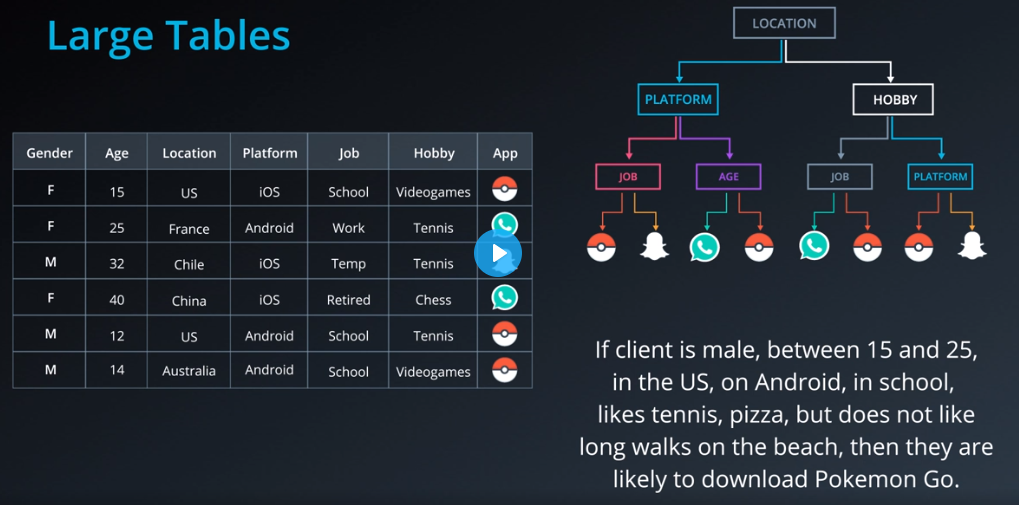 Large Tables
Gender Age Location Platform Job Hobby App
F 15 US iOS School Videogames
F 25 France Android Work Tennis
M 32 Chile iOS Temp Tennis
F 40 China iOS Retired Chess
M 12 US Android School Tennis
M 14 Australia Android School Videogames
LOCATION
PLATFORM HOBBY
JOB AGE JOB PLATFORM
If client is male, between 15 and 25,
in the US, on Android, in school,
likes tennis, pizza, but does not like
long walks on the beach, then they are
likely to download Pokemon Go.